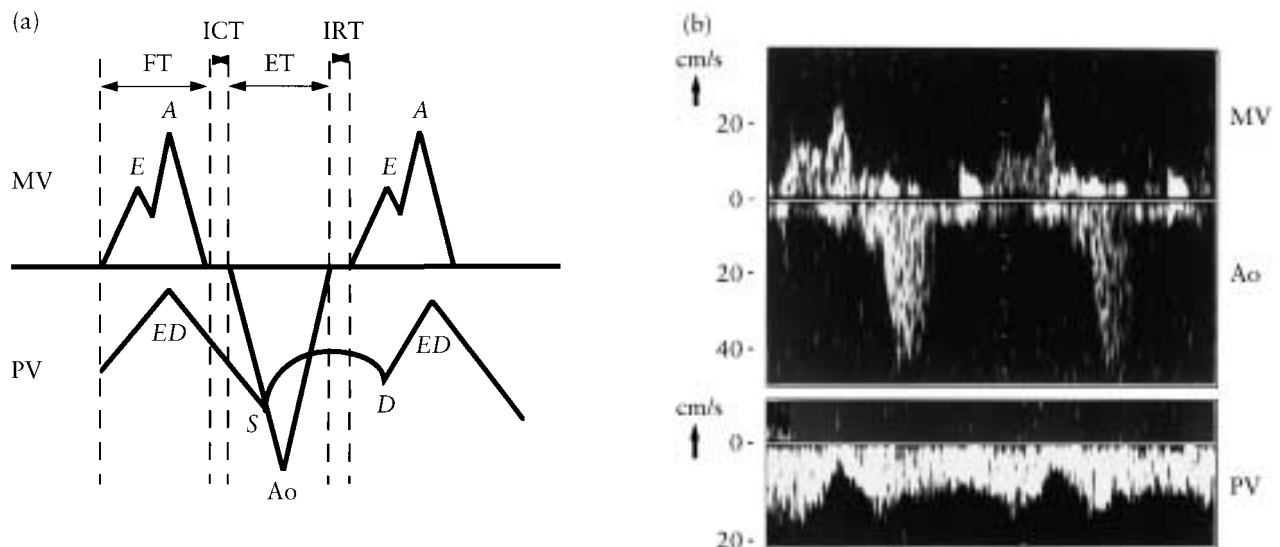 (a)
ICT IRT
FT ET
A A
E E
MV
ED ED
PV
S D
Ao
(b)
cm/s
20 - MV
0 -
20 - Ao
40 -
cm/s
0 -
PV
20 -